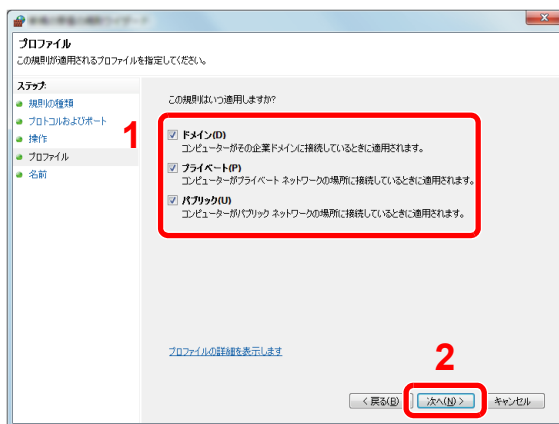 プロファイル
この規則が適用されるプロファイルを指定してください。
ステップ:
規則の種類
プロトコルおよびポート
操作
プロファイル
名前
この規則はいつ適用しますか?
1
ドメイン(D)
コンピューターがその企業ドメインに接続しているときに適用されます。
プライベート(P)
コンピューターがプライベート ネットワークの場所に接続しているときに適用されます。
パブリック(U)
コンピューターがパブリック ネットワークの場所に接続しているときに適用されます。
プロファイルの詳細を表示します
2
< 戻る(B)
次へ(N) >
キャンセル